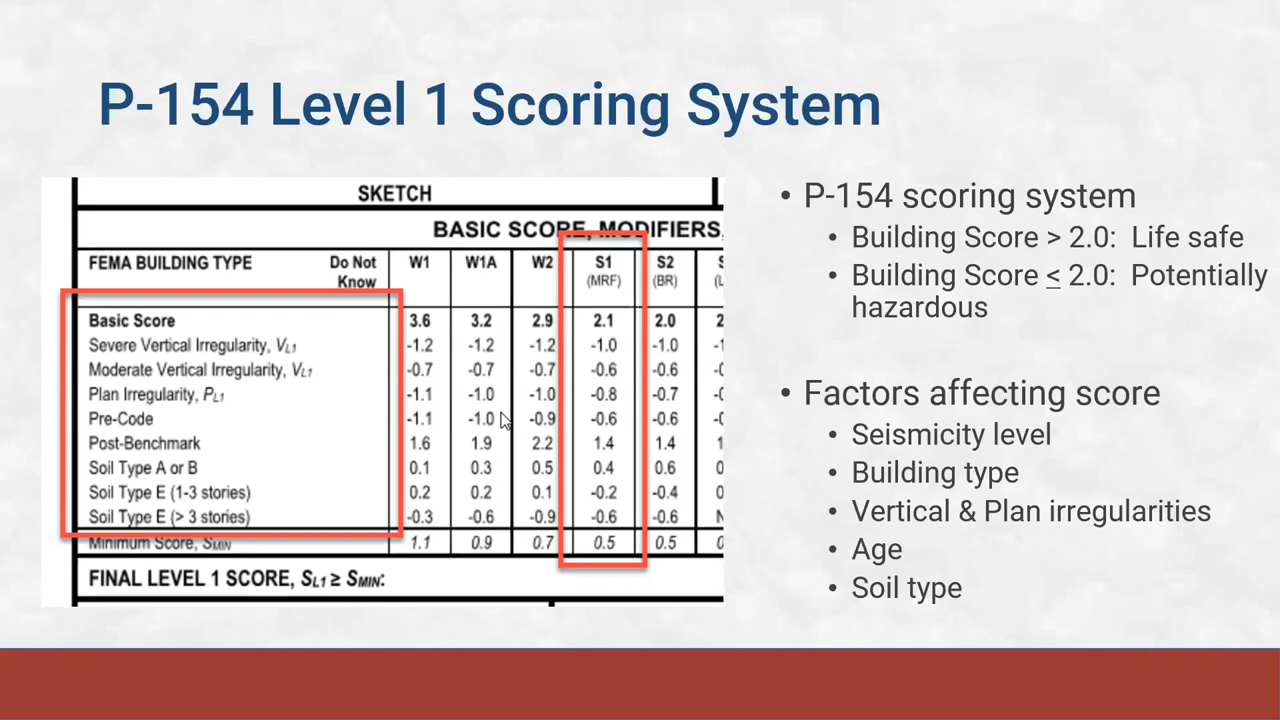 P-154 Level 1 Scoring System
SKETCH
BASIC SCORE, MODIFIERS,
FEMA BUILDING TYPE Do Not Know W1 W1A W2 S1 (MRF) S2 (BR)
Basic Score 3.6 3.2 2.9 2.1 2.0 2
Severe Vertical Irregularity, VL1 -1.2 -1.2 -1.2 -1.0 -1.0
Moderate Vertical Irregularity, VL1 -0.7 -0.7 -0.7 -0.6 -0.6
Plan Irregularity, PL1 -1.1 -1.0 -1.0 -0.8 -0.7
Pre-Code -1.1 -1.0 -0.9 -0.6 -0.6
Post-Benchmark 1.6 1.9 2.2 1.4 1.4
Soil Type A or B 0.1 0.3 0.5 0.4 0.6
Soil Type E (1-3 stories) 0.2 0.2 0.1 -0.2 -0.4
Soil Type E (> 3 stories) -0.3 -0.6 -0.9 -0.6 -0.6
Minimum Score, SMIN 1.1 0.9 0.7 0.5 0.5
FINAL LEVEL 1 SCORE, SL1 ≥ SMIN:
• P-154 scoring system
• Building Score > 2.0: Life safe
• Building Score < 2.0: Potentially
hazardous
• Factors affecting score
• Seismicity level
• Building type
• Vertical & Plan irregularities
• Age
• Soil type